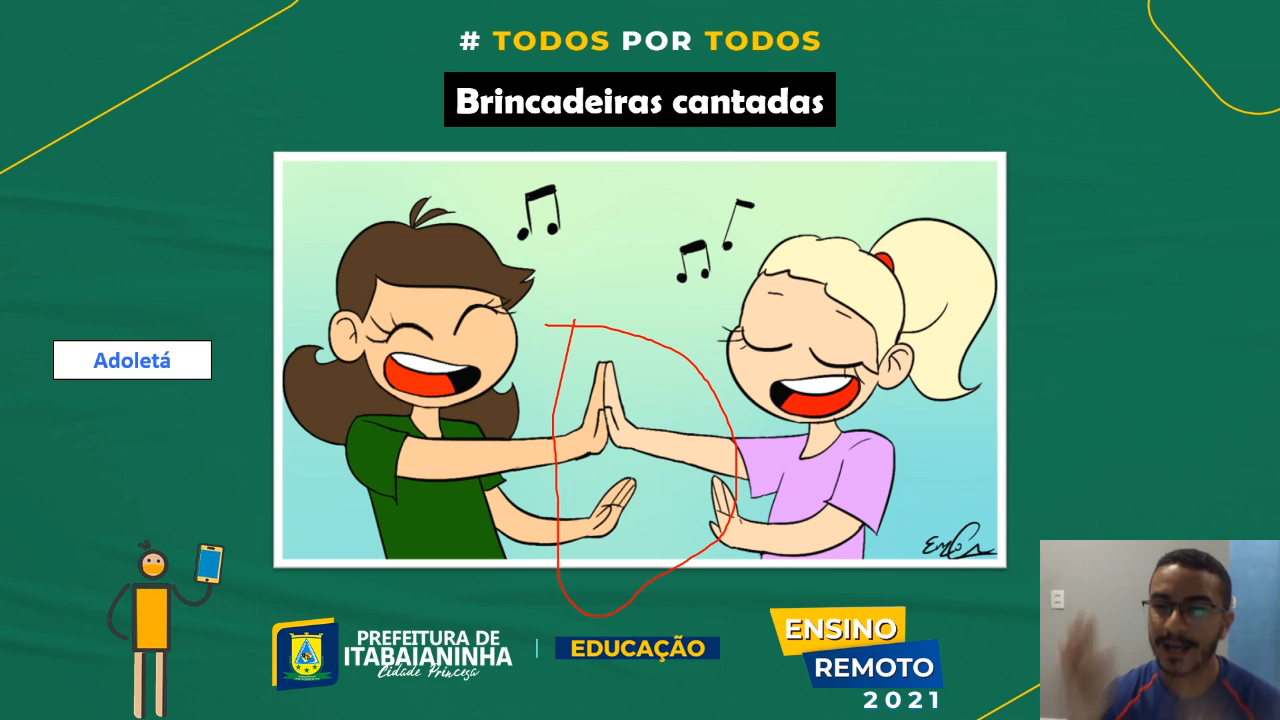 # TODOS POR TODOS
Brincadeiras cantadas
Adoletá
PREFEITURA DE
ITABAIANINHA
Cidade Princesa
EDUCAÇÃO
ENSINO
REMOTO
2021